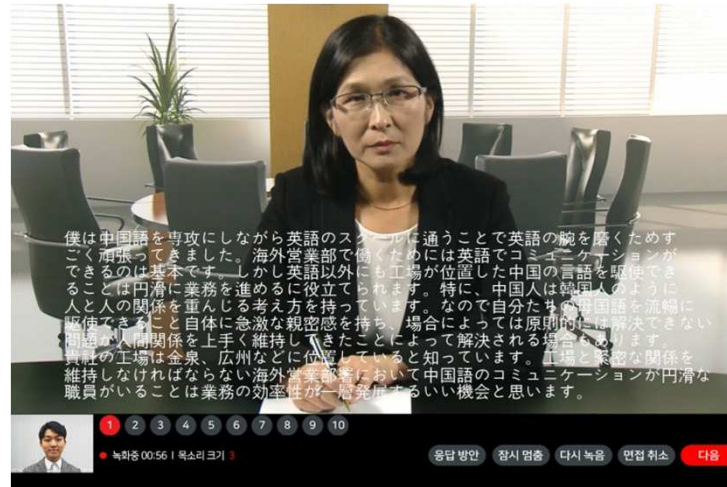 僕は中国語を専攻にしながら英語のスクールに通うことで英語の腕を磨くためす
ごく頑張ってきました。海外営業部で働くためには英語でコミュニケーションが
できるのは基本です。しかし英語以外にも工場が位置した中国の言語を駆使でき
ることは円滑に業務を進めるに役立てられます。特に、中国人は韓国人のように
人と人の関係を重んじる考え方を持っています。なので自分たちの母国語を流暢に
駆使できること自体に急激な親密感を持ち、場合によっては原則的には解決できない
問題が人間関係を上手く維持してきたことによって解決される場合もあります。
貴社の工場は金泉、広州などに位置していると知っています。工場と緊密な関係を
維持しなければならない海外営業部署において中国語のコミュニケーションが円滑な
職員がいることは業務の効率性が一層発展するいい機会と思います。
1 2 3 4 5 6 7 8 9 10
녹화중 00:56 I 목소리 크기 3
응답 방안 잠시 멈춤 다시 녹음 면접 취소 다음